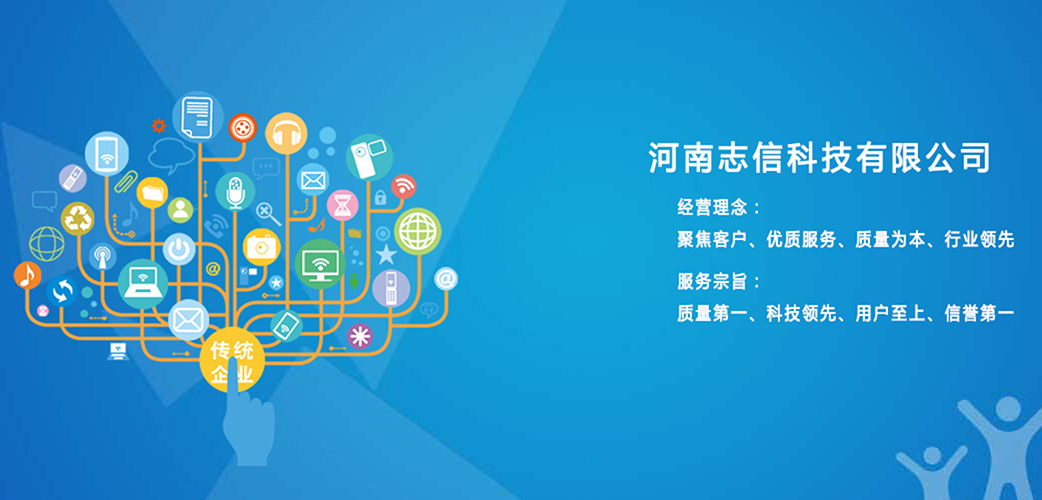 河南志信科技有限公司
经营理念：
聚焦客户、优质服务、质量为本、行业领先
服务宗旨：
质量第一、科技领先、用户至上、信誉第一
传统
企业
@
@